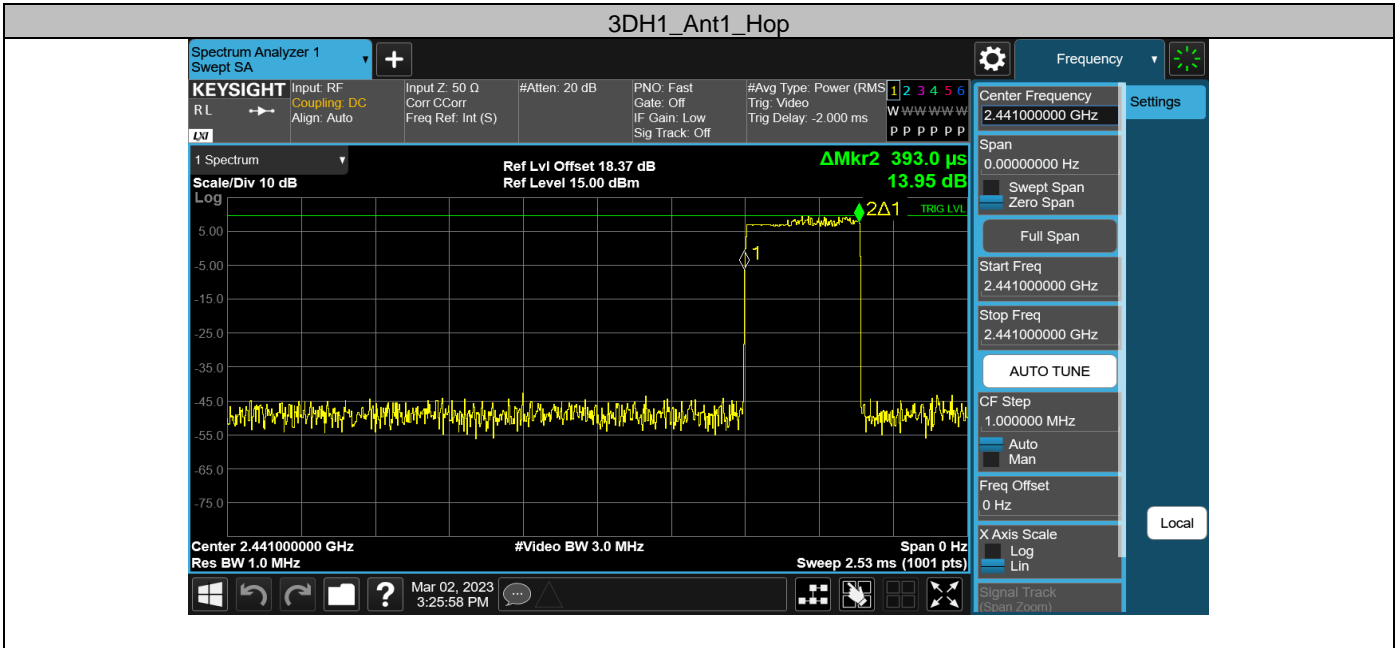 3DH1_Ant1_Hop
Spectrum Analyzer 1
Swept SA
Frequency
KEYSIGHT
R L
LXI
Input: RF
Coupling: DC
Align: Auto
Input Z: 50 Ω
Corr CCorr
Freq Ref: Int (S)
#Atten: 20 dB
PNO: Fast
Gate: Off
IF Gain: Low
Sig Track: Off
#Avg Type: Power (RMS
Trig: Video
Trig Delay: -2.000 ms
1 2 3 4 5 6
W W W W W W
P P P P P P
1 Spectrum
Scale/Div 10 dB
Log
Ref Lvl Offset 18.37 dB
Ref Level 15.00 dBm
ΔMkr2 393.0 µs
13.95 dB
2Δ1
TRIG LVL
1
5.00
-5.00
-15.0
-25.0
-35.0
-45.0
-55.0
-65.0
-75.0
Center 2.441000000 GHz
Res BW 1.0 MHz
#Video BW 3.0 MHz
Span 0 Hz
Sweep 2.53 ms (1001 pts)
Mar 02, 2023
3:25:58 PM
?
Center Frequency
2.441000000 GHz
Span
0.00000000 Hz
Swept Span
Zero Span
Full Span
Start Freq
2.441000000 GHz
Stop Freq
2.441000000 GHz
AUTO TUNE
CF Step
1.000000 MHz
Auto
Man
Freq Offset
0 Hz
X Axis Scale
Log
Lin
Signal Track
(Span Zoom)
Settings
Local